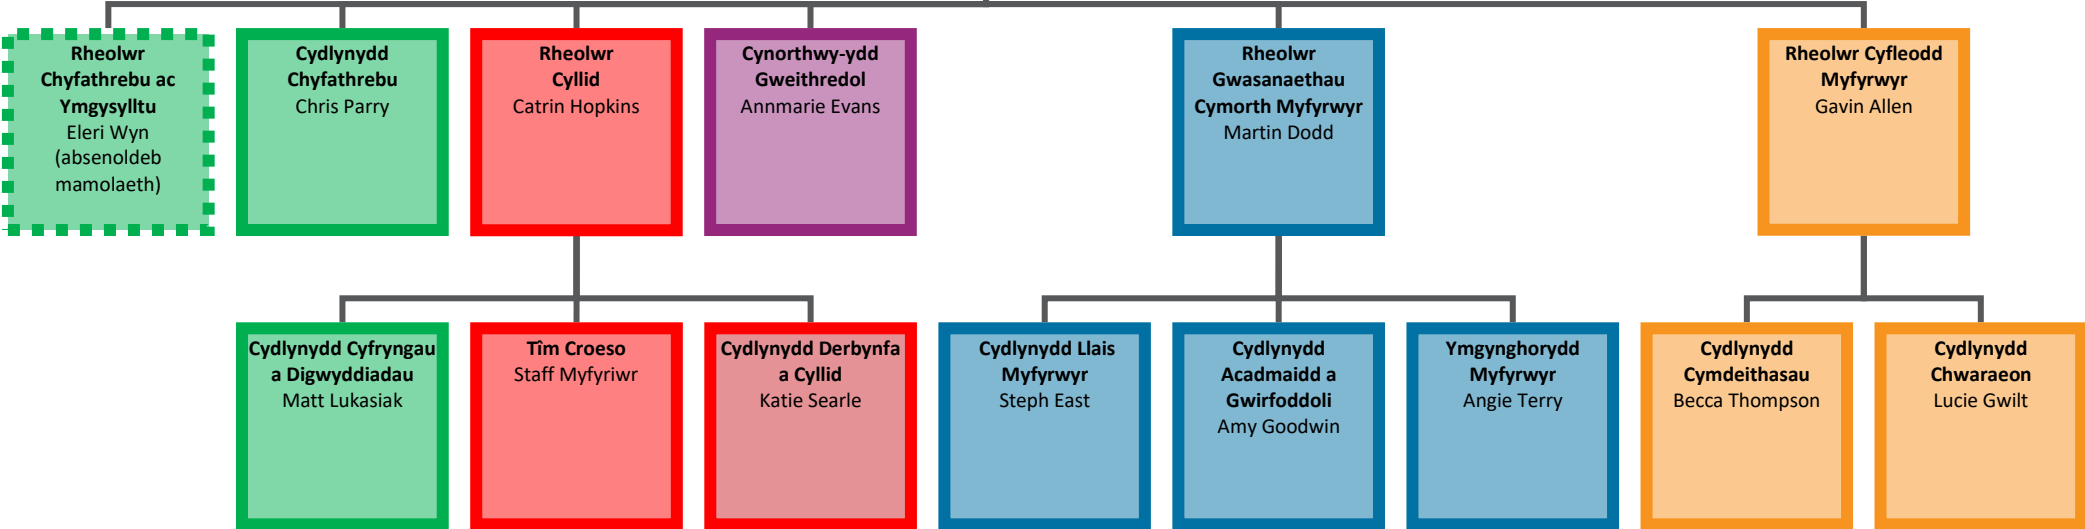 Rheolwr
Chyfathrebu ac
Ymgysylltu
Eleri Wyn
(absenoldeb
mamolaeth)
Cydlynydd
Chyfathrebu
Chris Parry
Rheolwr
Cyllid
Catrin Hopkins
Cynorthwy-ydd
Gweithredol
Annmarie Evans
Rheolwr
Gwasanaethau
Cymorth Myfyrwyr
Martin Dodd
Rheolwr Cyfleodd
Myfyrwyr
Gavin Allen
Cydlynydd Cyfryngau
a Digwyddiadau
Matt Lukasiak
Tîm Croeso
Staff Myfyriwr
Cydlynydd Derbynfa
a Cyllid
Katie Searle
Cydlynydd Llais
Myfyrwyr
Steph East
Cydlynydd
Acadmaidd a
Gwirfoddoli
Amy Goodwin
Ymgynghorydd
Myfyrwyr
Angie Terry
Cydlynydd
Cymdeithasau
Becca Thompson
Cydlynydd
Chwaraeon
Lucie Gwilt